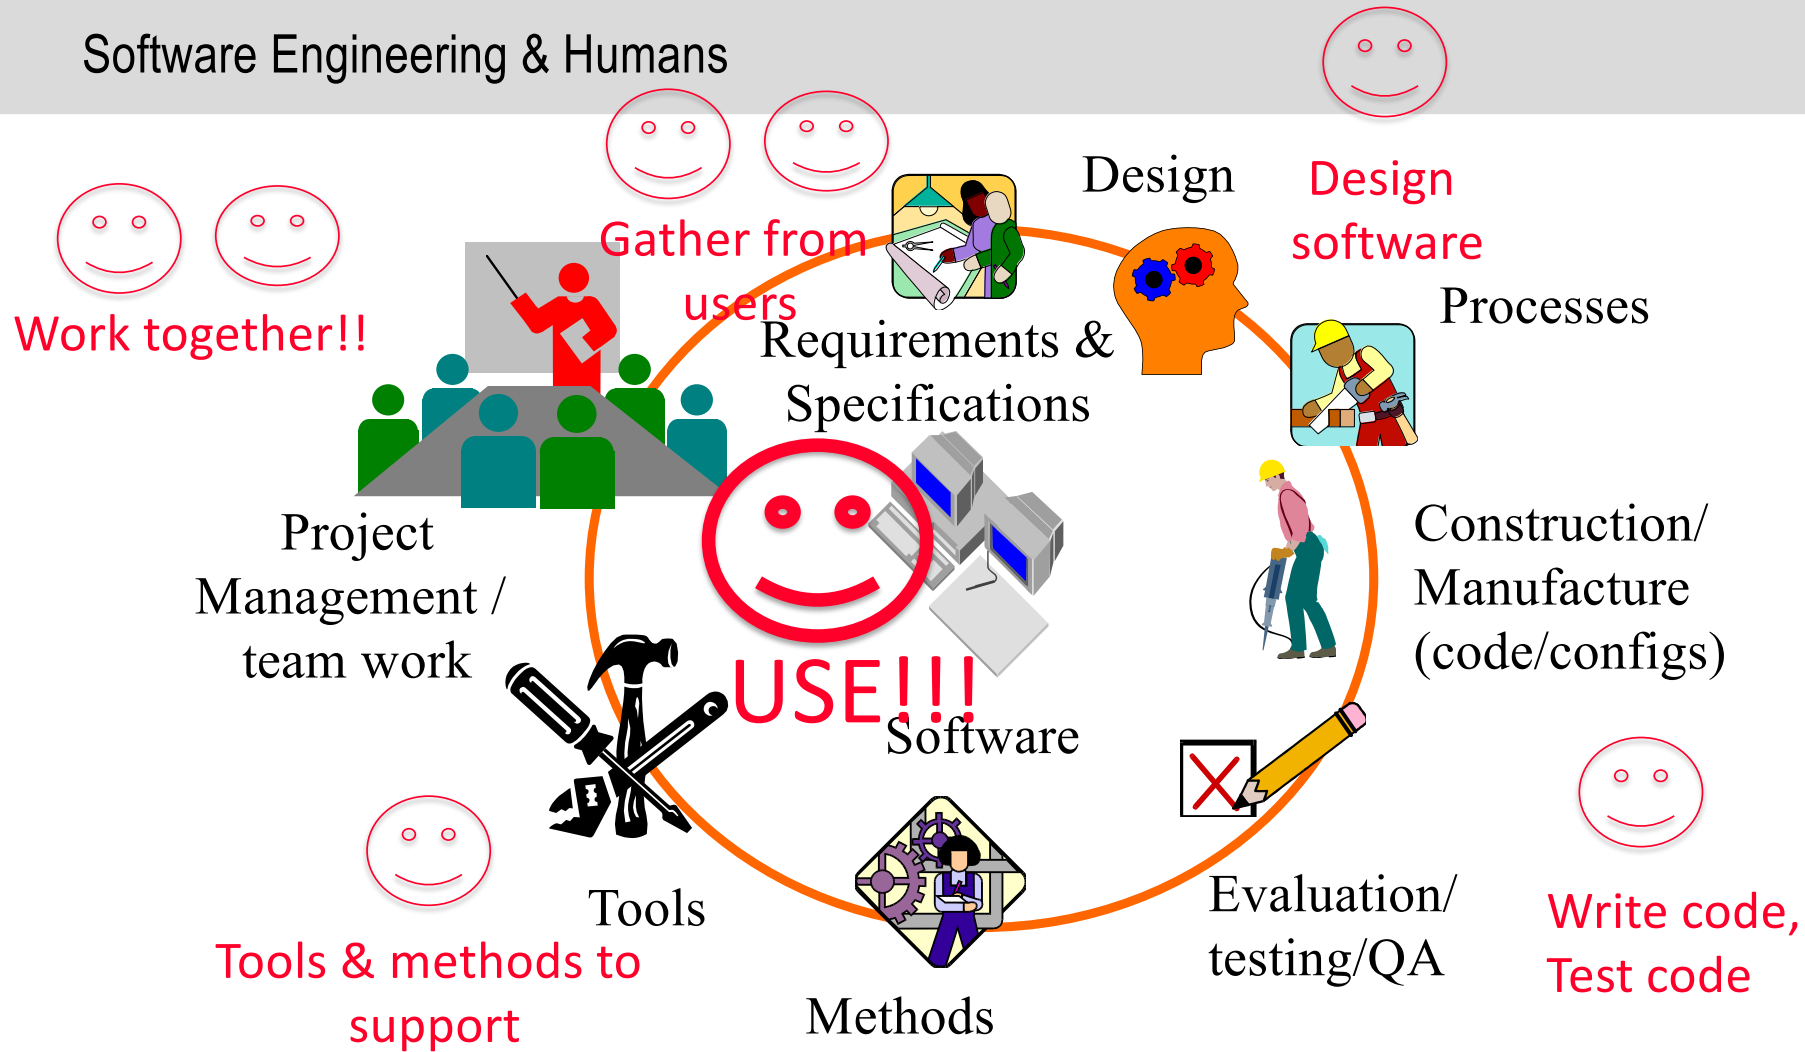 Software Engineering & Humans
Design
Design
software
Gather from
users
Processes
Work together!!
Requirements &
Specifications
Project
Management /
team work
Construction/
Manufacture
(code/configs)
USE!!!
Software
Tools
Evaluation/
testing/QA
Write code,
Test code
Tools & methods to
support
Methods